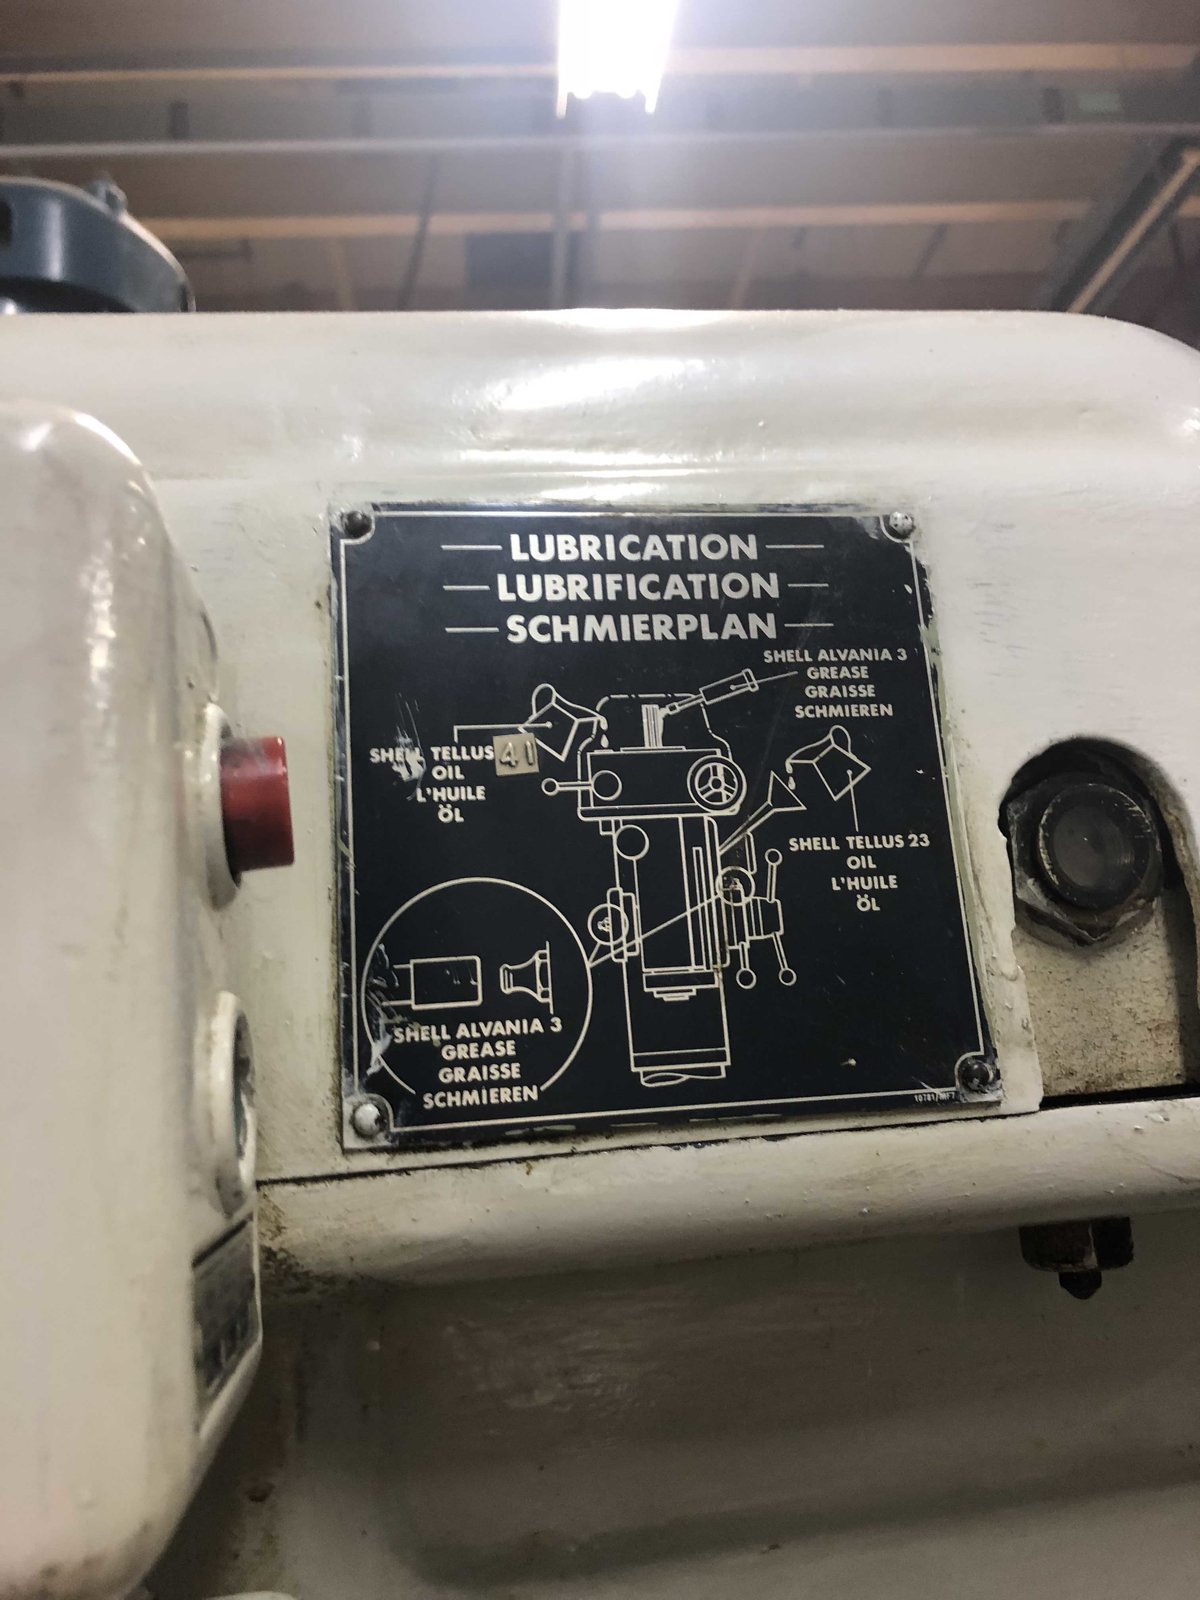 LUBRICATION
LUBRIFICATION
SCHMIERPLAN
SHELL ALVANIA 3
GREASE
GRAISSE
SCHMIEREN
SHELL TELLUS 41
OIL
L'HUILE
ÖL
SHELL TELLUS 23
OIL
L'HUILE
ÖL
SHELL ALVANIA 3
GREASE
GRAISSE
SCHMIEREN